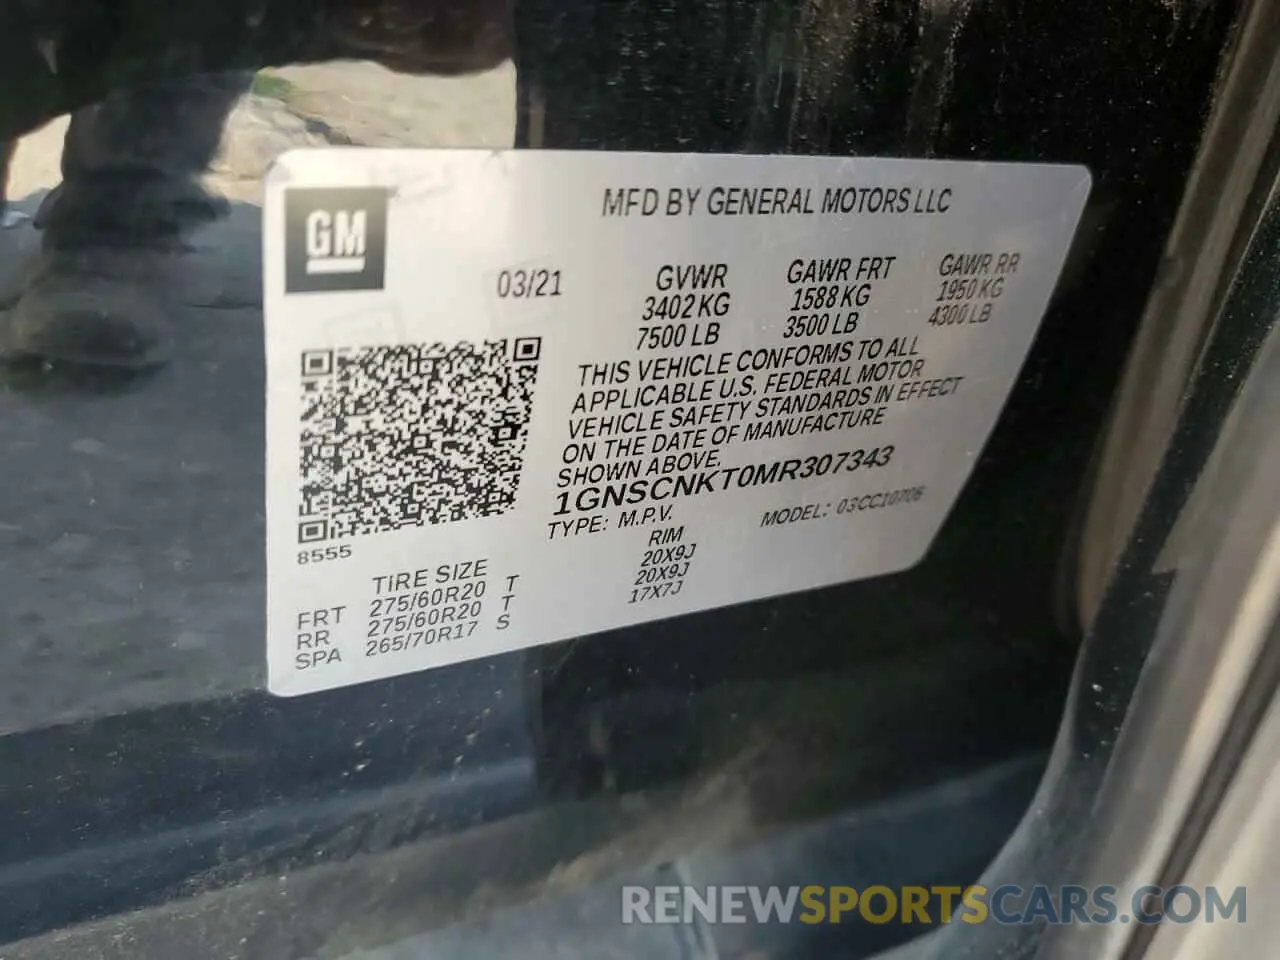 MFD BY GENERAL MOTORS LLC
GM
03/21
GVWR GAWR FRT GAWR RR
3402 KG 1588 KG 1950 KG
7500 LB 3500 LB 4300 LB
THIS VEHICLE CONFORMS TO ALL
APPLICABLE U.S. FEDERAL MOTOR
VEHICLE SAFETY STANDARDS IN EFFECT
ON THE DATE OF MANUFACTURE
SHOWN ABOVE.
1GNSCNKT0MR307343
TYPE: M.P.V. MODEL: 03CC10706
8555
TIRE SIZE RIM
FRT 275/60R20 T 20X9J
RR 275/60R20 T 20X9J
SPA 265/70R17 S 17X7J
RENEWSPORTSCARS.COM